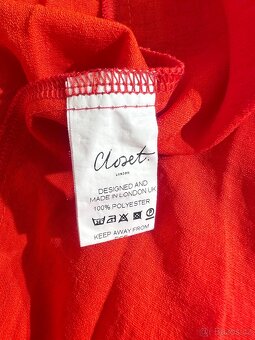 Closet.
LONDON
DESIGNED AND
MADE IN LONDON UK
100% POLYESTER
KEEP AWAY FROM